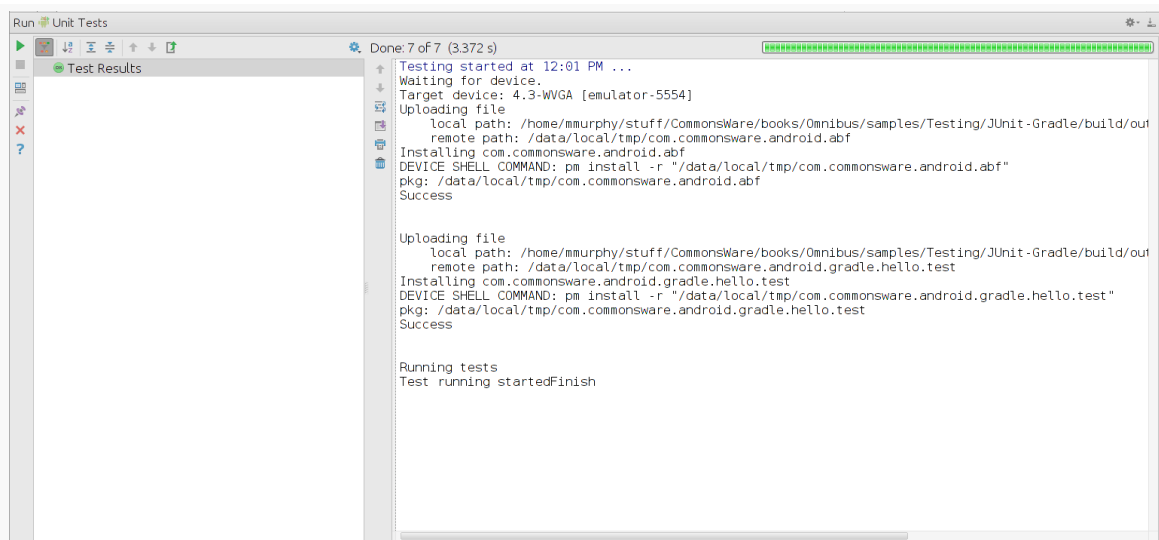 Run Unit Tests
Done: 7 of 7 (3.372 s)
Test Results
Testing started at 12:01 PM ...
Waiting for device.
Target device: 4.3-WVGA [emulator-5554]
Uploading file
local path: /home/mmurphy/stuff/CommonsWare/books/Omnibus/samples/Testing/JUnit-Gradle/build/out
remote path: /data/local/tmp/com.commonsware.android.abf
Installing com.commonsware.android.abf
DEVICE SHELL COMMAND: pm install -r "/data/local/tmp/com.commonsware.android.abf"
pkg: /data/local/tmp/com.commonsware.android.abf
Success
Uploading file
local path: /home/mmurphy/stuff/CommonsWare/books/Omnibus/samples/Testing/JUnit-Gradle/build/out
remote path: /data/local/tmp/com.commonsware.android.gradle.hello.test
Installing com.commonsware.android.gradle.hello.test
DEVICE SHELL COMMAND: pm install -r "/data/local/tmp/com.commonsware.android.gradle.hello.test"
pkg: /data/local/tmp/com.commonsware.android.gradle.hello.test
Success
Running tests
Test running startedFinish